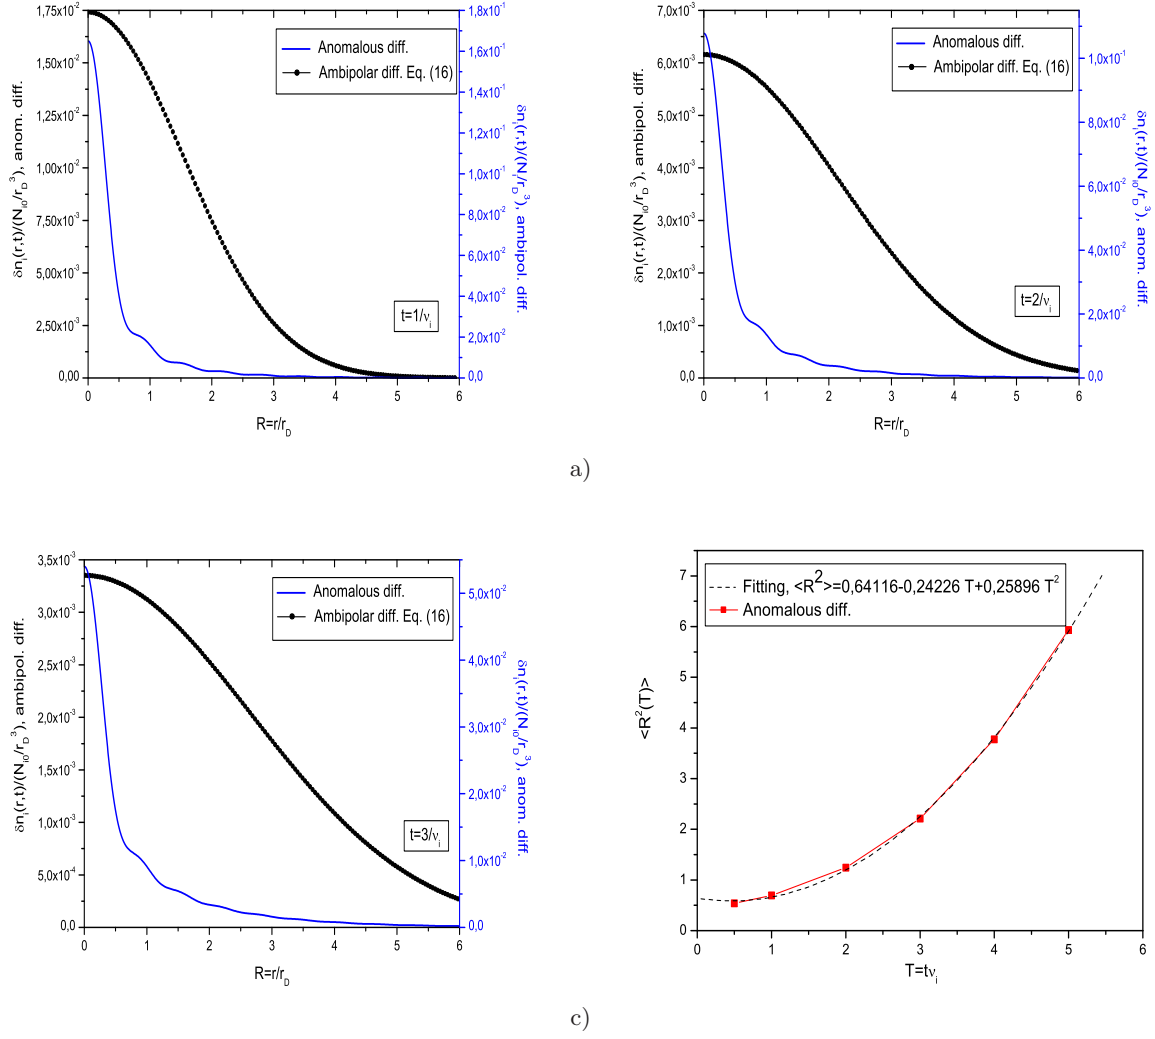 1,75x10⁻²
1,50x10⁻²
1,25x10⁻²
1,00x10⁻²
7,50x10⁻³
5,00x10⁻³
2,50x10⁻³
0,00
δnᵢ(r,t)/(N_i0/r_D³), anom. diff.
Anomalous diff.
Ambipolar diff. Eq. (16)
t=1/νᵢ
1,8x10⁻¹
1,6x10⁻¹
1,4x10⁻¹
1,2x10⁻¹
1,0x10⁻¹
8,0x10⁻²
6,0x10⁻²
4,0x10⁻²
2,0x10⁻²
0,0
δnᵢ(r,t)/(Nᵢ/r_D³), ambipol. diff.
0 1 2 3 4 5 6
R=r/r_D
7,0x10⁻³
6,0x10⁻³
5,0x10⁻³
4,0x10⁻³
3,0x10⁻³
2,0x10⁻³
1,0x10⁻³
0,0
δnᵢ(r,t)/(N_i0/r_D³), ambipol. diff.
Anomalous diff.
Ambipolar diff. Eq. (16)
t=2/νᵢ
1,0x10⁻¹
8,0x10⁻²
6,0x10⁻²
4,0x10⁻²
2,0x10⁻²
0,0
δnᵢ(r,t)/(N_i0/r_D³), anom. diff.
0 1 2 3 4 5 6
R=r/r_D
a)
3,5x10⁻³
3,0x10⁻³
2,5x10⁻³
2,0x10⁻³
1,5x10⁻³
1,0x10⁻³
5,0x10⁻⁴
0,0
δnᵢ(r,t)/(N_i0/r_D³), ambipol. diff.
Anomalous diff.
Ambipolar diff. Eq. (16)
t=3/νᵢ
5,0x10⁻²
4,0x10⁻²
3,0x10⁻²
2,0x10⁻²
1,0x10⁻²
0,0
δnᵢ(r,t)/(N_i0/r_D³), anom. diff.
0 1 2 3 4 5 6
R=r/r_D
7
6
5
4
3
2
1
0
<R²(T)>
Fitting, <R²>=0,64116-0,24226 T+0,25896 T²
Anomalous diff.
0 1 2 3 4 5 6
T=tνᵢ
c)